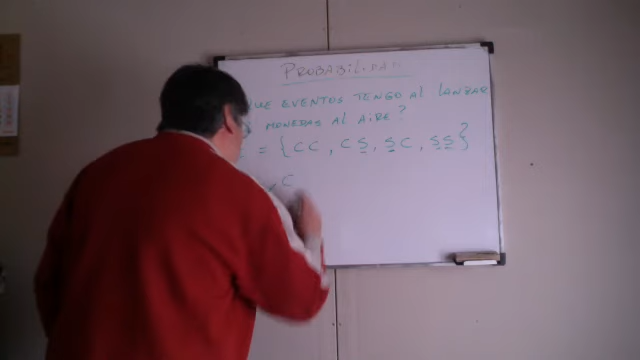 PROBABILIDAD
QUE EVENTOS TENGO AL LANZAR
MONEDAS AL AIRE?
= {CC, CS, SC, SS}
, C